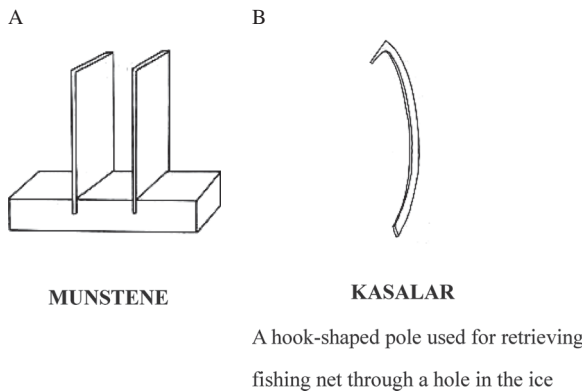 A
B
MUNSTENE
KASALAR
A hook-shaped pole used for retrieving
fishing net through a hole in the ice